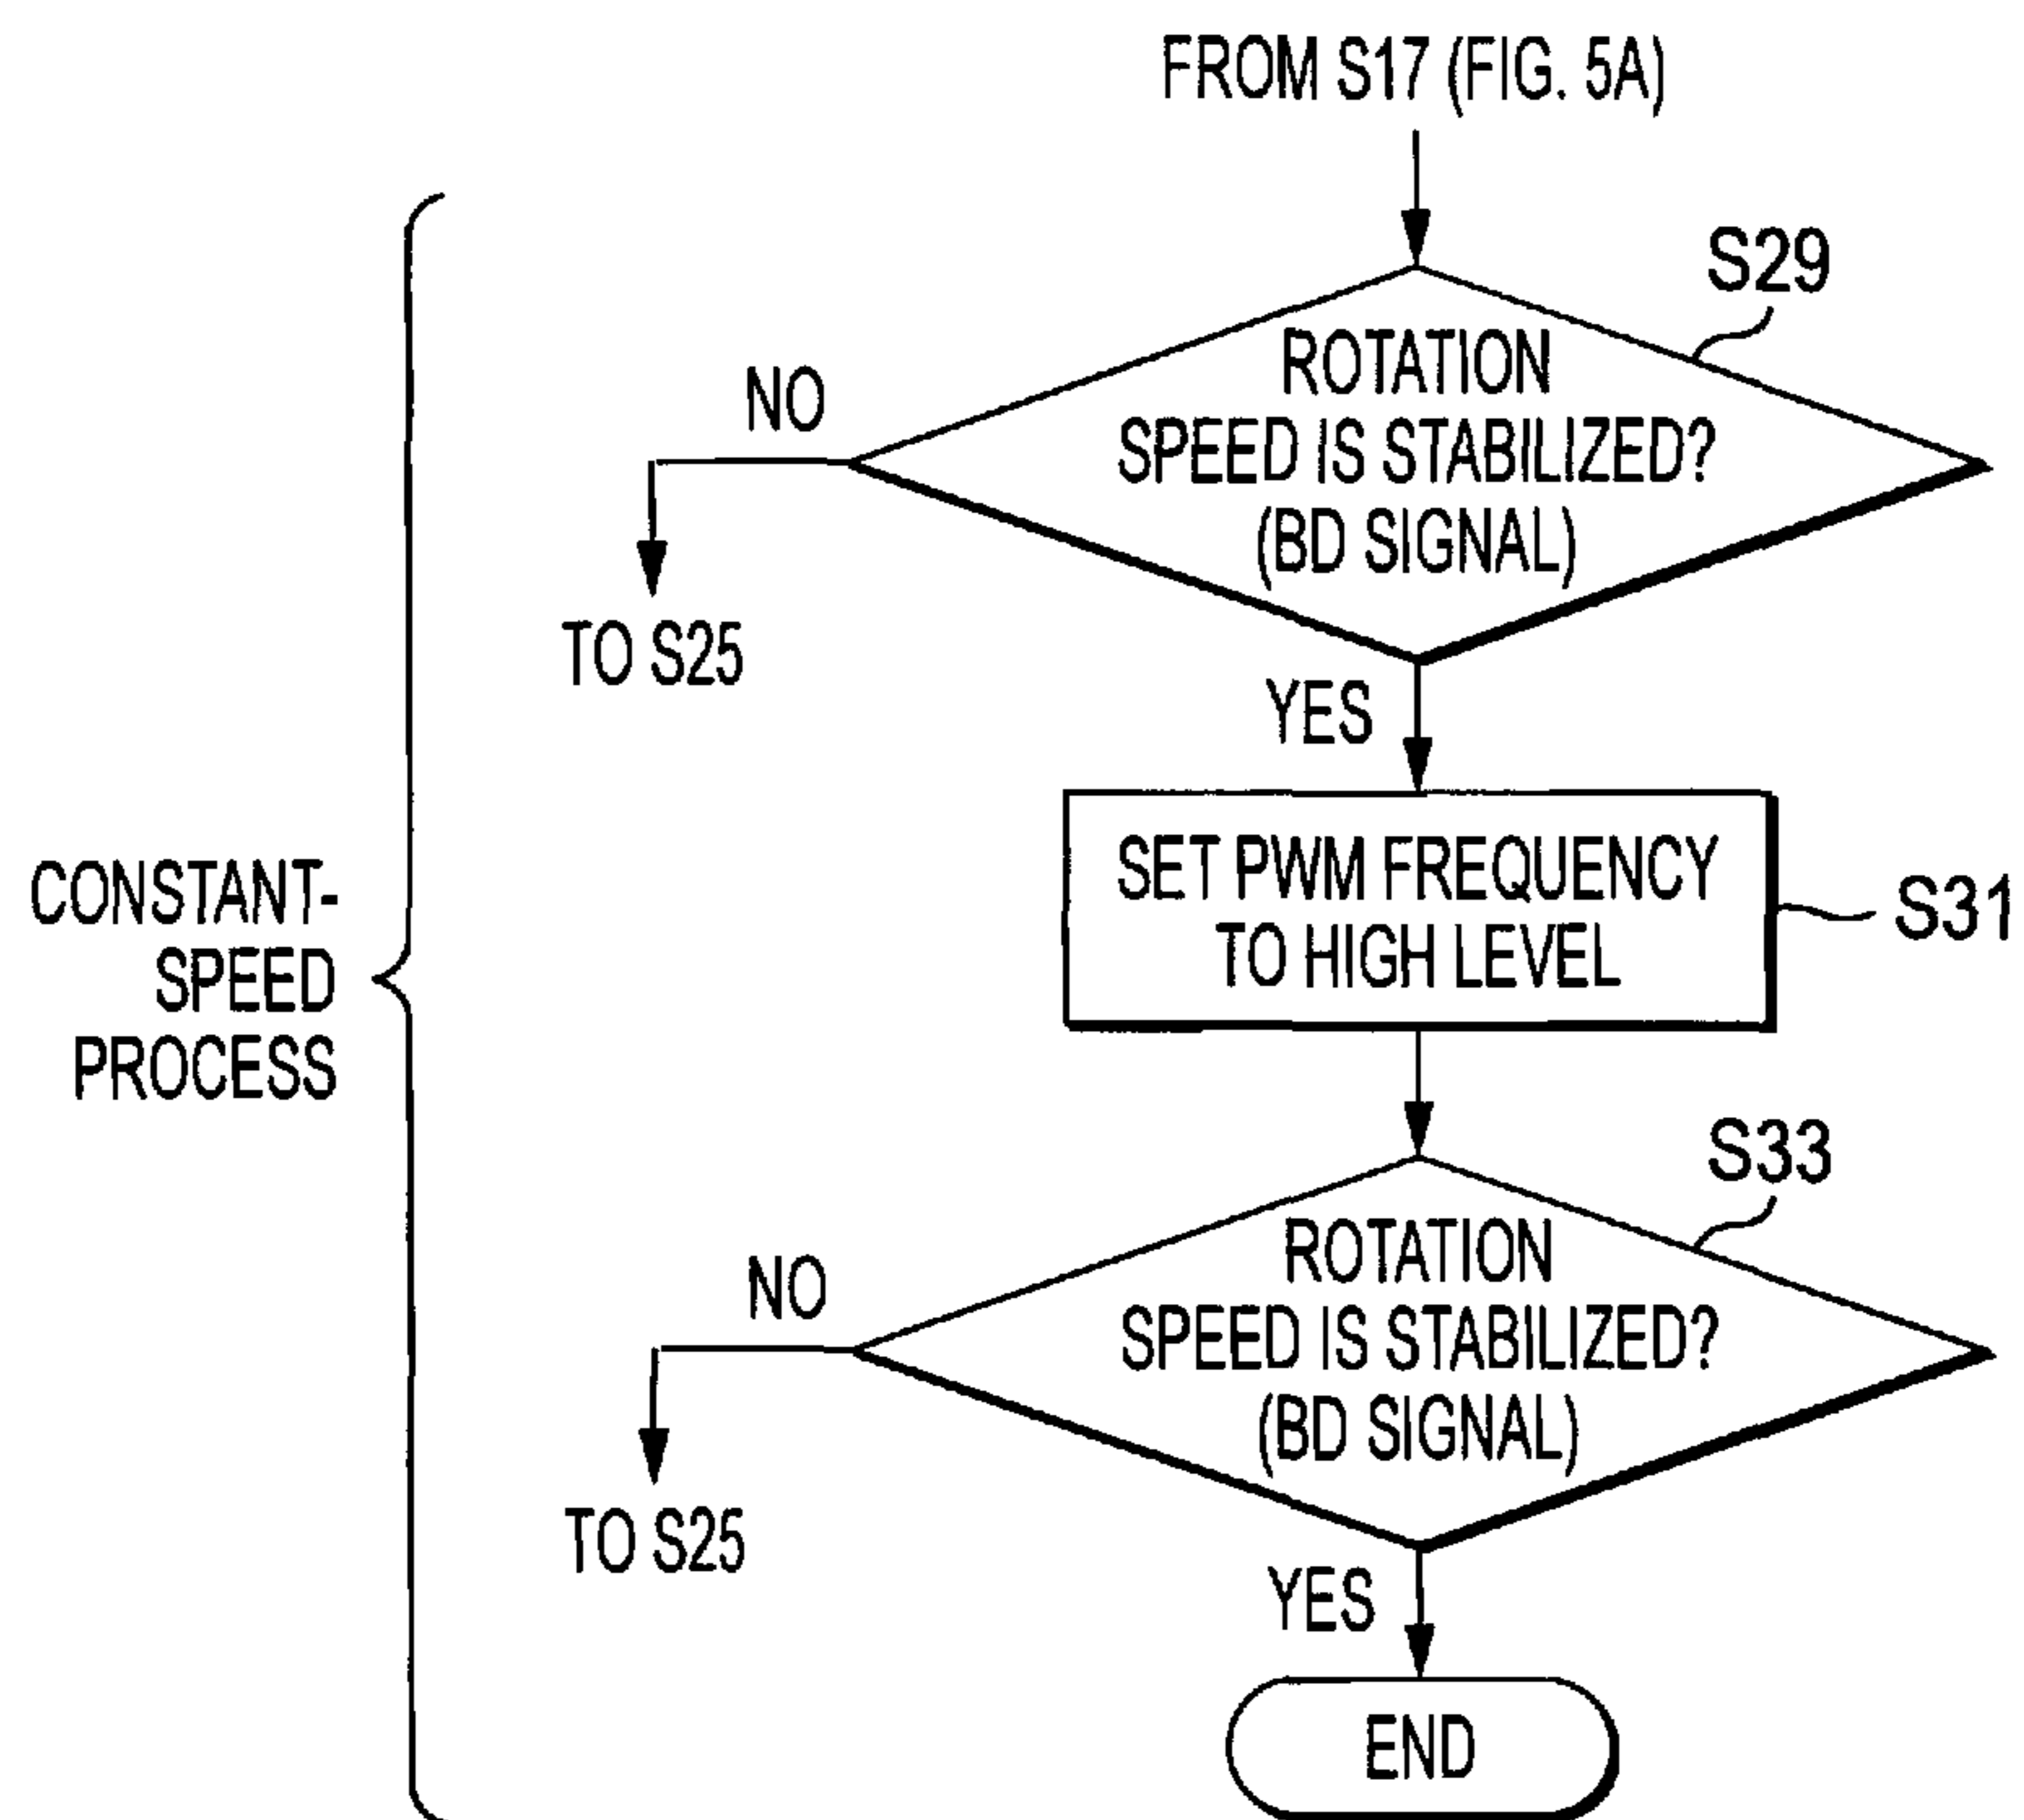 FROM S17 (FIG. 5A)
S29
ROTATION
SPEED IS STABILIZED?
(BD SIGNAL)
NO
TO S25
YES
SET PWM FREQUENCY
TO HIGH LEVEL
S31
CONSTANT-
SPEED
PROCESS
S33
ROTATION
SPEED IS STABILIZED?
(BD SIGNAL)
NO
TO S25
YES
END